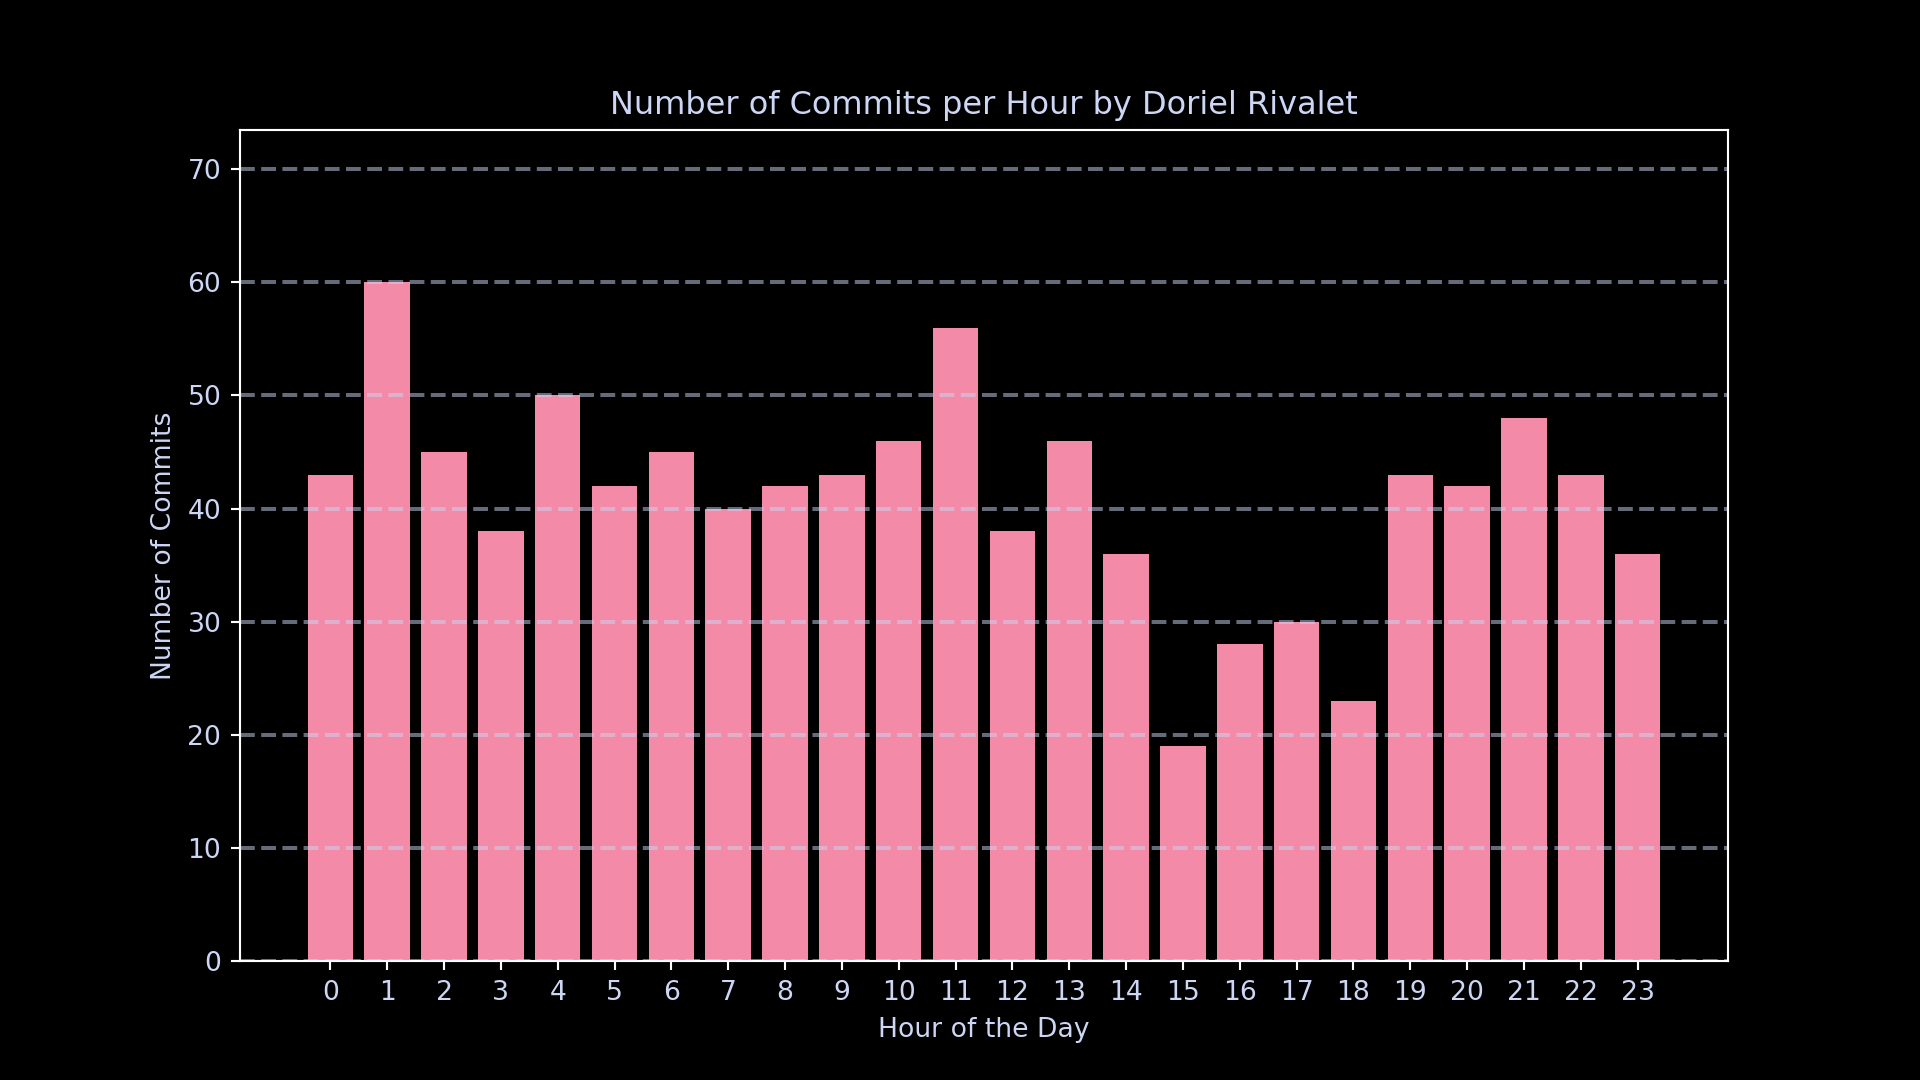 Number of Commits per Hour by Doriel Rivalet
70
60
50
40
30
20
10
0
Number of Commits
0 1 2 3 4 5 6 7 8 9 10 11 12 13 14 15 16 17 18 19 20 21 22 23
Hour of the Day